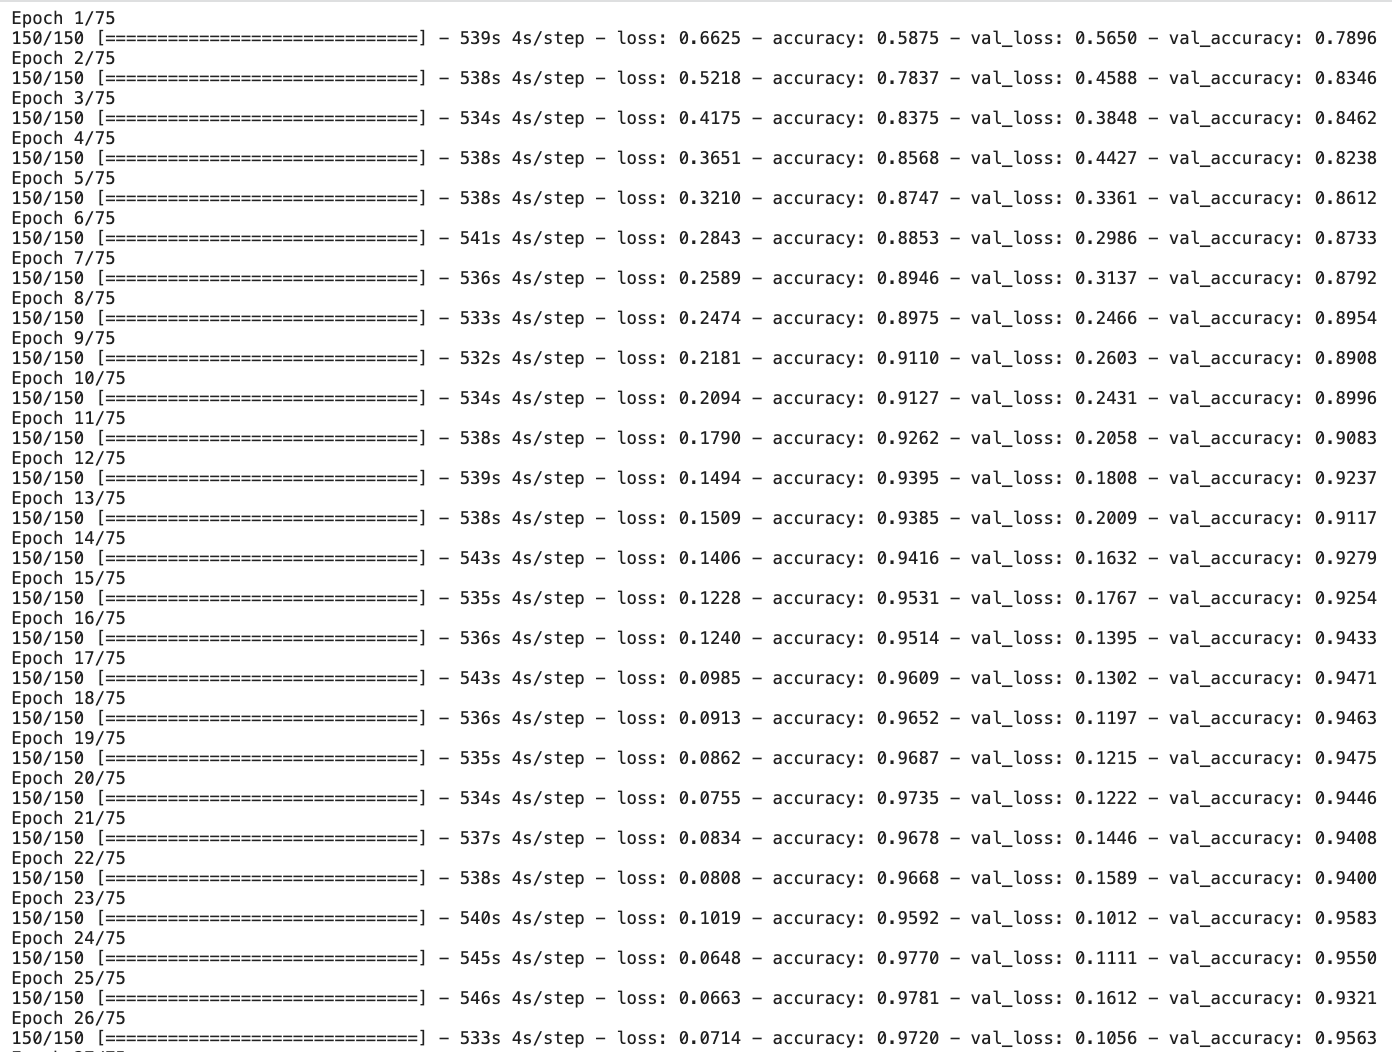 Epoch 1/75
150/150 [==============================] - 539s 4s/step - loss: 0.6625 - accuracy: 0.5875 - val_loss: 0.5650 - val_accuracy: 0.7896
Epoch 2/75
150/150 [==============================] - 538s 4s/step - loss: 0.5218 - accuracy: 0.7837 - val_loss: 0.4588 - val_accuracy: 0.8346
Epoch 3/75
150/150 [==============================] - 534s 4s/step - loss: 0.4175 - accuracy: 0.8375 - val_loss: 0.3848 - val_accuracy: 0.8462
Epoch 4/75
150/150 [==============================] - 538s 4s/step - loss: 0.3651 - accuracy: 0.8568 - val_loss: 0.4427 - val_accuracy: 0.8238
Epoch 5/75
150/150 [==============================] - 538s 4s/step - loss: 0.3210 - accuracy: 0.8747 - val_loss: 0.3361 - val_accuracy: 0.8612
Epoch 6/75
150/150 [==============================] - 541s 4s/step - loss: 0.2843 - accuracy: 0.8853 - val_loss: 0.2986 - val_accuracy: 0.8733
Epoch 7/75
150/150 [==============================] - 536s 4s/step - loss: 0.2589 - accuracy: 0.8946 - val_loss: 0.3137 - val_accuracy: 0.8792
Epoch 8/75
150/150 [==============================] - 533s 4s/step - loss: 0.2474 - accuracy: 0.8975 - val_loss: 0.2466 - val_accuracy: 0.8954
Epoch 9/75
150/150 [==============================] - 532s 4s/step - loss: 0.2181 - accuracy: 0.9110 - val_loss: 0.2603 - val_accuracy: 0.8908
Epoch 10/75
150/150 [==============================] - 534s 4s/step - loss: 0.2094 - accuracy: 0.9127 - val_loss: 0.2431 - val_accuracy: 0.8996
Epoch 11/75
150/150 [==============================] - 538s 4s/step - loss: 0.1790 - accuracy: 0.9262 - val_loss: 0.2058 - val_accuracy: 0.9083
Epoch 12/75
150/150 [==============================] - 539s 4s/step - loss: 0.1494 - accuracy: 0.9395 - val_loss: 0.1808 - val_accuracy: 0.9237
Epoch 13/75
150/150 [==============================] - 538s 4s/step - loss: 0.1509 - accuracy: 0.9385 - val_loss: 0.2009 - val_accuracy: 0.9117
Epoch 14/75
150/150 [==============================] - 543s 4s/step - loss: 0.1406 - accuracy: 0.9416 - val_loss: 0.1632 - val_accuracy: 0.9279
Epoch 15/75
150/150 [==============================] - 535s 4s/step - loss: 0.1228 - accuracy: 0.9531 - val_loss: 0.1767 - val_accuracy: 0.9254
Epoch 16/75
150/150 [==============================] - 536s 4s/step - loss: 0.1240 - accuracy: 0.9514 - val_loss: 0.1395 - val_accuracy: 0.9433
Epoch 17/75
150/150 [==============================] - 543s 4s/step - loss: 0.0985 - accuracy: 0.9609 - val_loss: 0.1302 - val_accuracy: 0.9471
Epoch 18/75
150/150 [==============================] - 536s 4s/step - loss: 0.0913 - accuracy: 0.9652 - val_loss: 0.1197 - val_accuracy: 0.9463
Epoch 19/75
150/150 [==============================] - 535s 4s/step - loss: 0.0862 - accuracy: 0.9687 - val_loss: 0.1215 - val_accuracy: 0.9475
Epoch 20/75
150/150 [==============================] - 534s 4s/step - loss: 0.0755 - accuracy: 0.9735 - val_loss: 0.1222 - val_accuracy: 0.9446
Epoch 21/75
150/150 [==============================] - 537s 4s/step - loss: 0.0834 - accuracy: 0.9678 - val_loss: 0.1446 - val_accuracy: 0.9408
Epoch 22/75
150/150 [==============================] - 538s 4s/step - loss: 0.0808 - accuracy: 0.9668 - val_loss: 0.1589 - val_accuracy: 0.9400
Epoch 23/75
150/150 [==============================] - 540s 4s/step - loss: 0.1019 - accuracy: 0.9592 - val_loss: 0.1012 - val_accuracy: 0.9583
Epoch 24/75
150/150 [==============================] - 545s 4s/step - loss: 0.0648 - accuracy: 0.9770 - val_loss: 0.1111 - val_accuracy: 0.9550
Epoch 25/75
150/150 [==============================] - 546s 4s/step - loss: 0.0663 - accuracy: 0.9781 - val_loss: 0.1612 - val_accuracy: 0.9321
Epoch 26/75
150/150 [==============================] - 533s 4s/step - loss: 0.0714 - accuracy: 0.9720 - val_loss: 0.1056 - val_accuracy: 0.9563